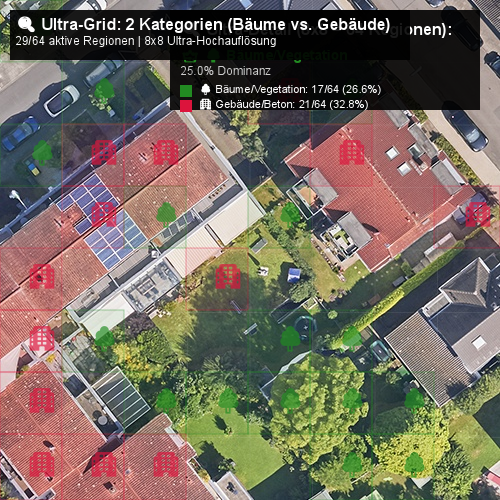 Ultra-Grid: 2 Kategorien (Bäume vs. Gebäude)
29/64 aktive Regionen | 8x8 Ultra-Hochauflösung
Regionen):
25.0% Dominanz
Bäume/Vegetation: 17/64 (26.6%)
Gebäude/Beton: 21/64 (32.8%)